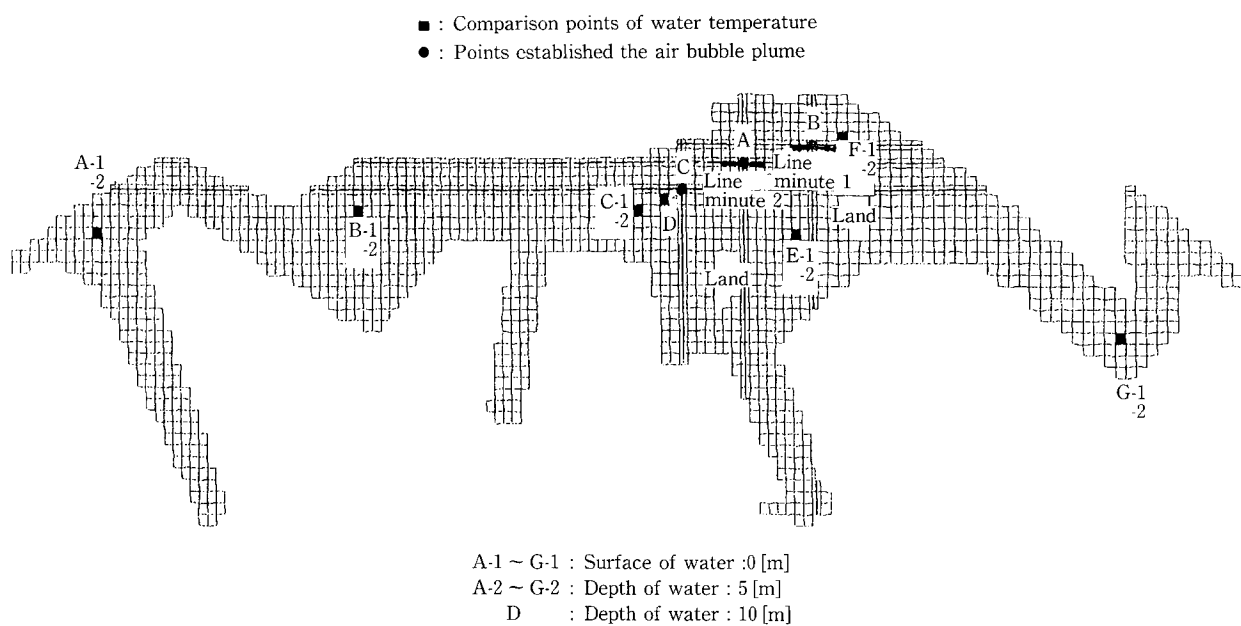 ■ : Comparison points of water temperature
● : Points established the air bubble plume
A-1
-2
B-1
-2
C-1
-2
D
C
A
B
Line
minute 1
Line
minute 2
F-1
-2
Land
E-1
-2
Land
G-1
-2
A-1 ~ G-1 : Surface of water :0 [m]
A-2 ~ G-2 : Depth of water : 5 [m]
D : Depth of water : 10 [m]